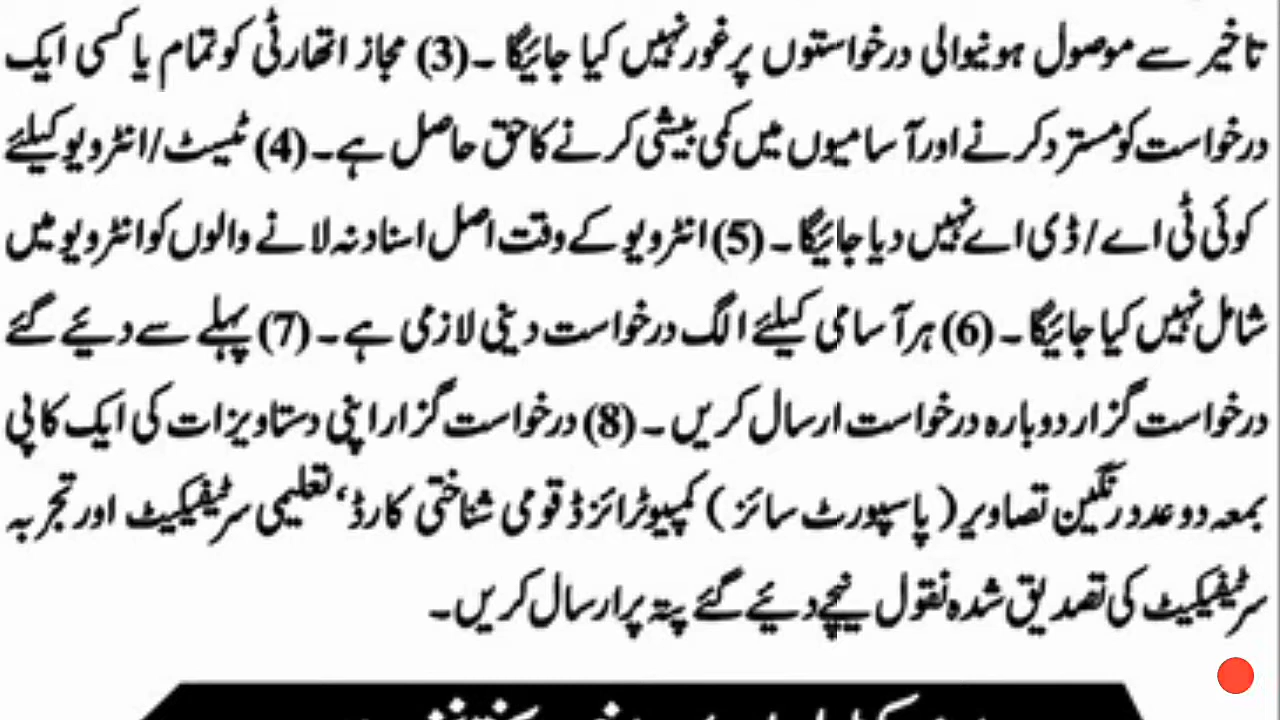 تاخیر سے موصول ہونیوالی درخواستوں پر غور نہیں کیا جائیگا ۔(3) مجاز اتھارٹی کو تمام یا کسی ایک
درخواست کو مسترد کرنے اور آسامیوں میں کمی بیشی کرنے کا حق حاصل ہے۔(4) ٹیسٹ/انٹرویو کیلئے
کوئی ٹی اے / ڈی اے نہیں دیا جائیگا ۔(5) انٹرویو کے وقت اصل اسناد نہ لانے والوں کو انٹرویو میں
شامل نہیں کیا جائیگا ۔(6) ہر آسامی کیلئے الگ درخواست دینی لازمی ہے۔(7) پہلے سے دیئے گئے
درخواست گزار دوبارہ درخواست ارسال کریں ۔(8) درخواست گزار اپنی دستاویزات کی ایک کاپی
بمعہ دو عدد رنگین تصاویر (پاسپورٹ سائز) کمپیوٹرائزڈ قومی شناختی کارڈ، تعلیمی سرٹیفیکیٹ اور تجربہ
سرٹیفیکیٹ کی تصدیق شدہ نقول نیچے دیئے گئے پتہ پر ارسال کریں۔